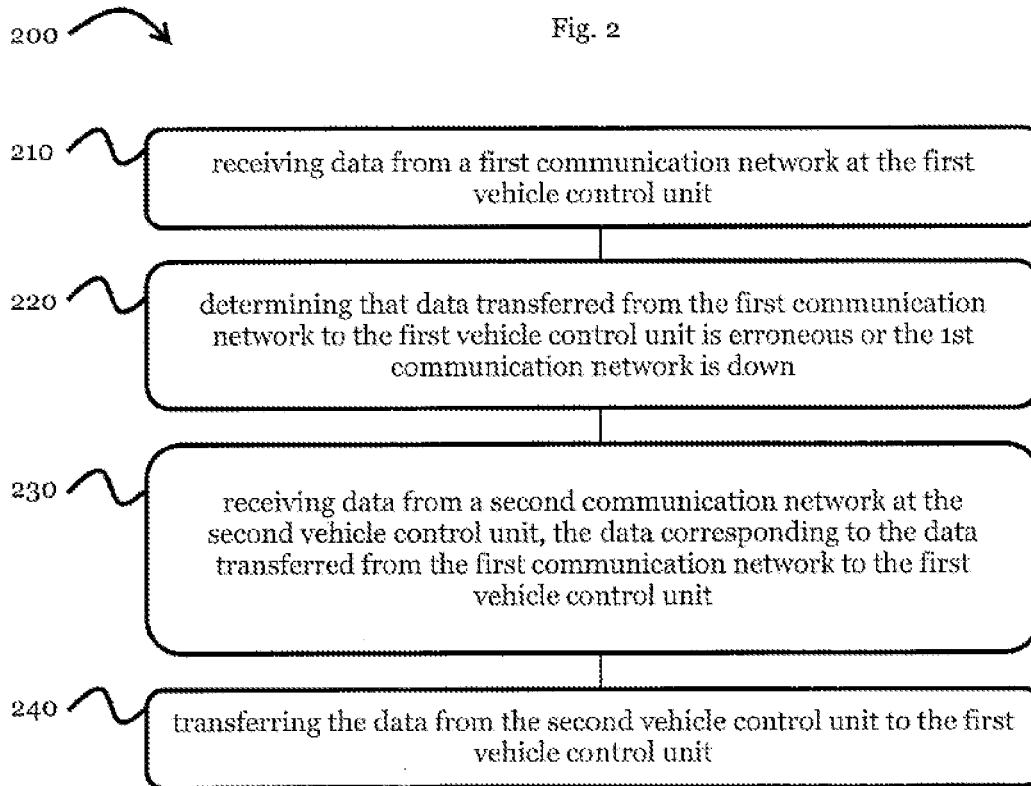 200
Fig. 2
210
receiving data from a first communication network at the first
vehicle control unit
220
determining that data transferred from the first communication
network to the first vehicle control unit is erroneous or the 1st
communication network is down
230
receiving data from a second communication network at the
second vehicle control unit, the data corresponding to the data
transferred from the first communication network to the first
vehicle control unit
240
transferring the data from the second vehicle control unit to the first
vehicle control unit